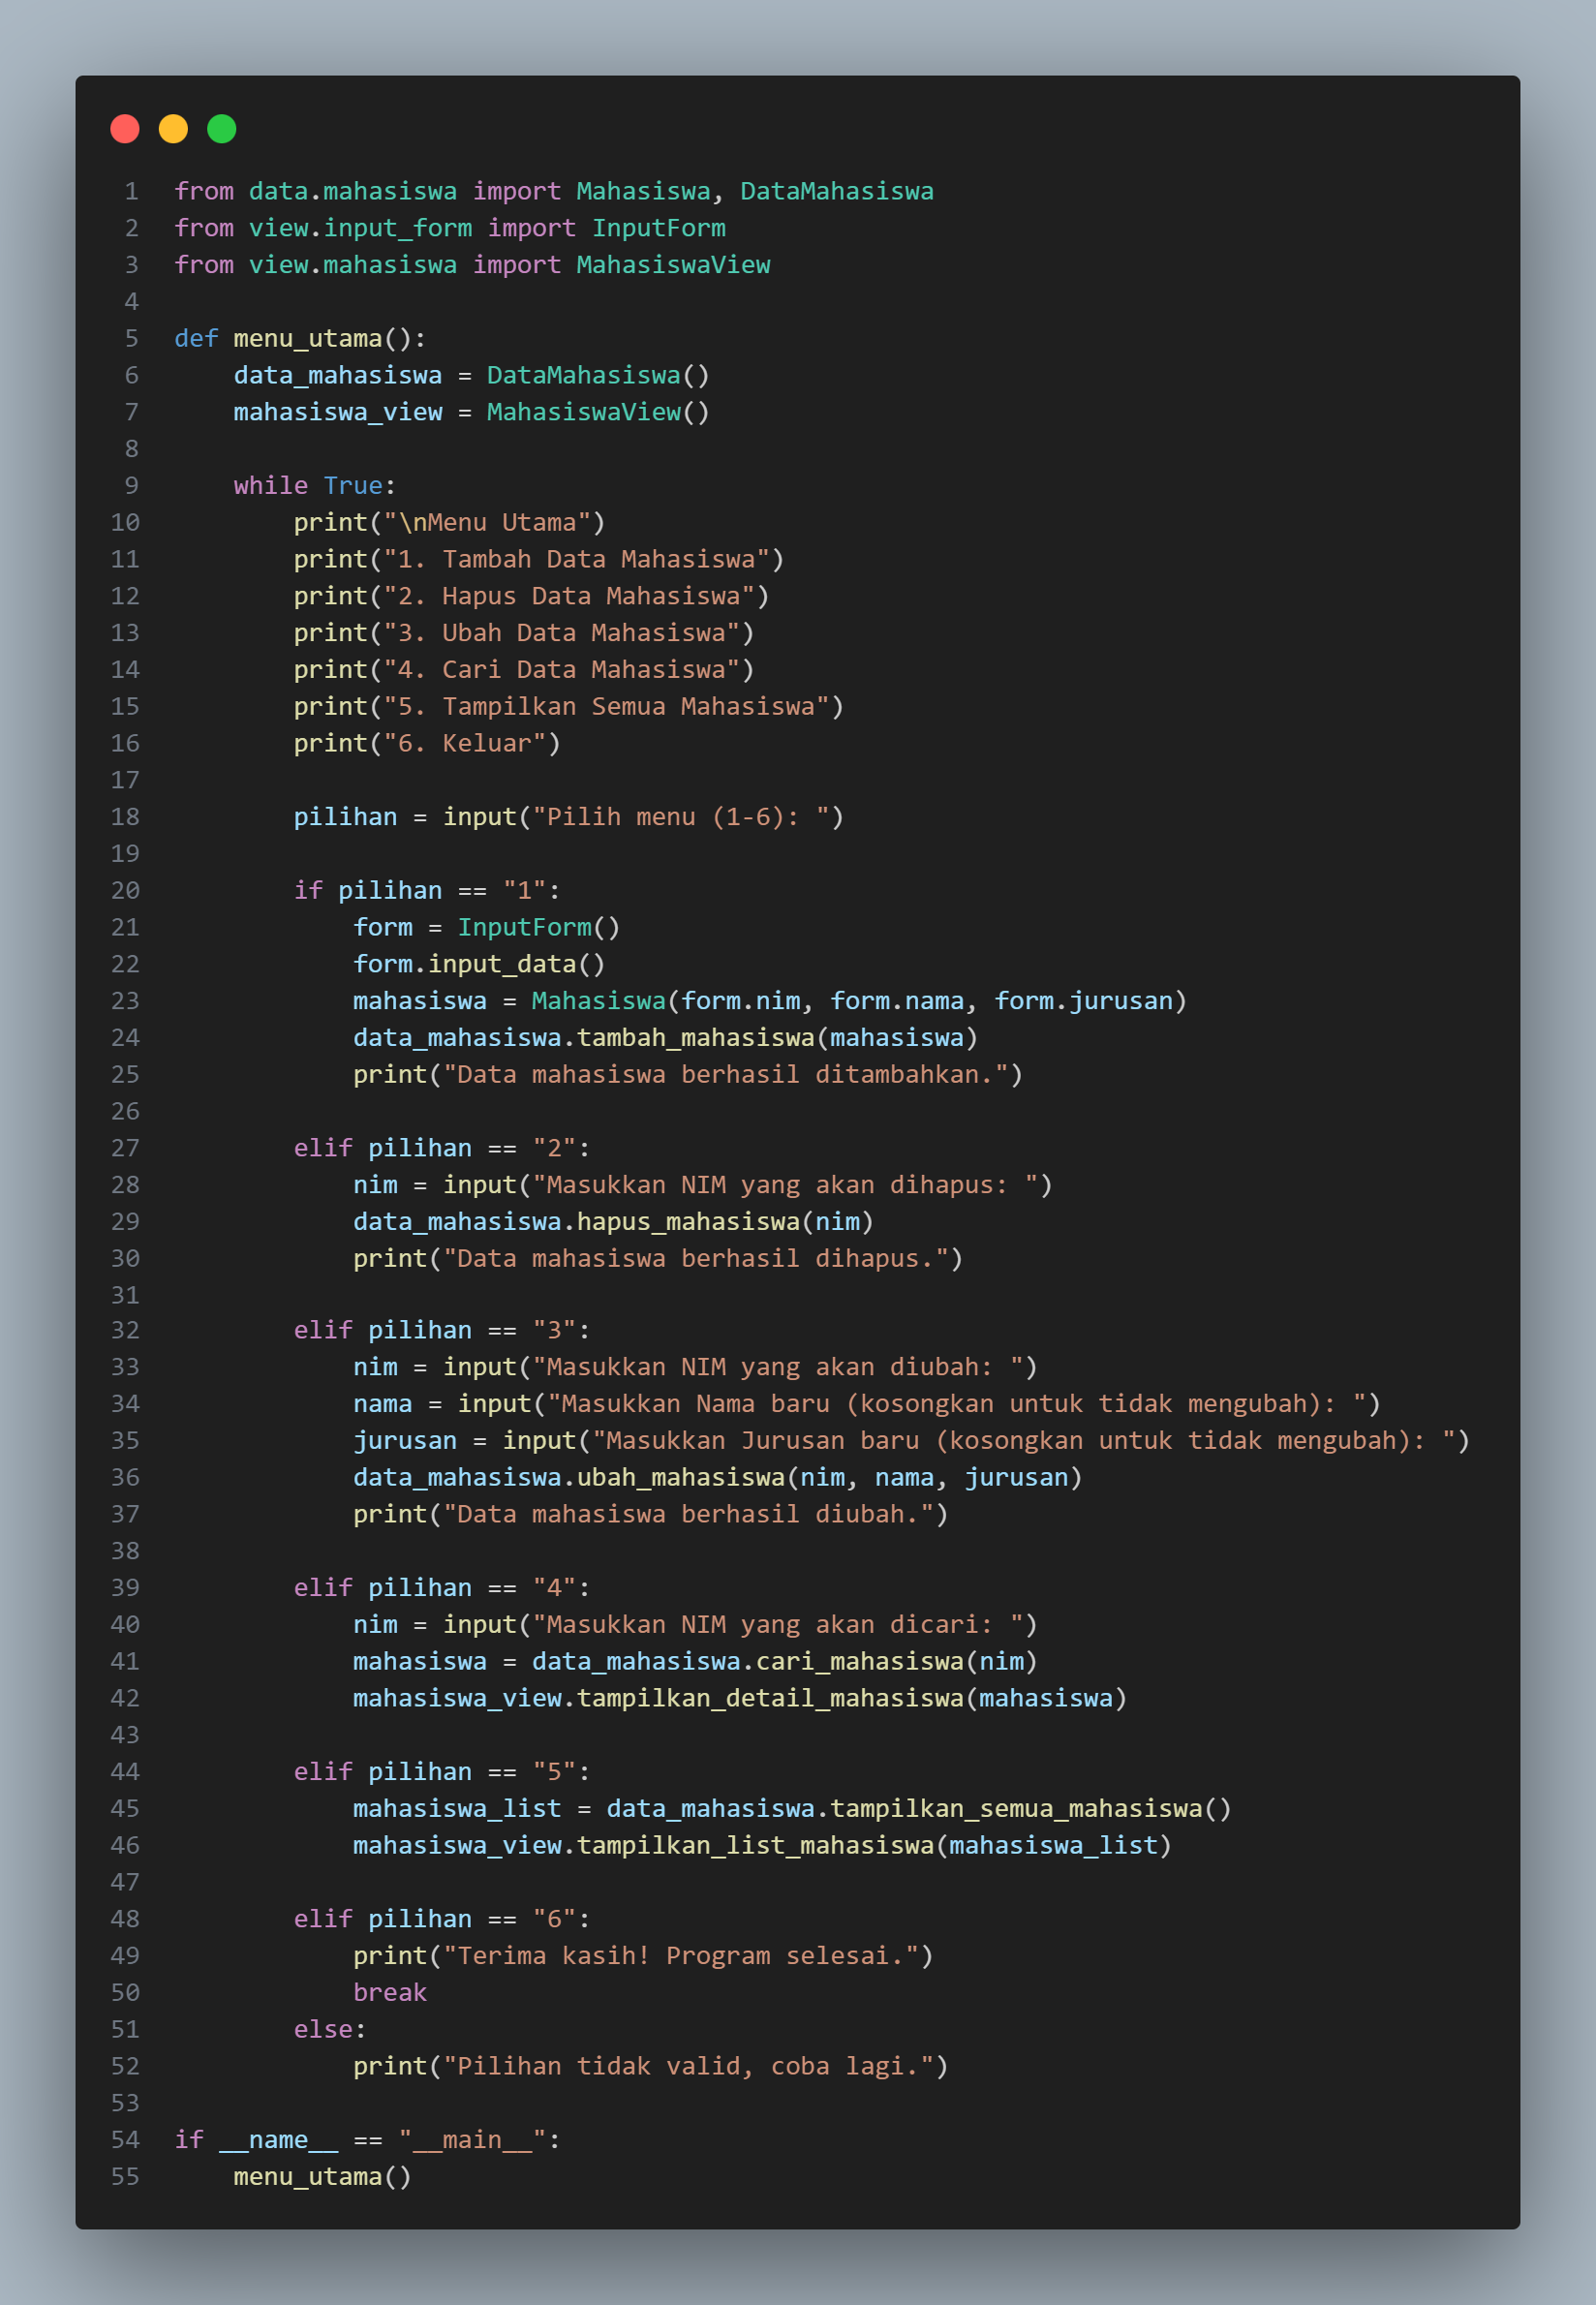 1 from data.mahasiswa import Mahasiswa, DataMahasiswa
2 from view.input_form import InputForm
3 from view.mahasiswa import MahasiswaView
4
5 def menu_utama():
6     data_mahasiswa = DataMahasiswa()
7     mahasiswa_view = MahasiswaView()
8
9     while True:
10         print("\nMenu Utama")
11         print("1. Tambah Data Mahasiswa")
12         print("2. Hapus Data Mahasiswa")
13         print("3. Ubah Data Mahasiswa")
14         print("4. Cari Data Mahasiswa")
15         print("5. Tampilkan Semua Mahasiswa")
16         print("6. Keluar")
17
18         pilihan = input("Pilih menu (1-6): ")
19
20         if pilihan == "1":
21             form = InputForm()
22             form.input_data()
23             mahasiswa = Mahasiswa(form.nim, form.nama, form.jurusan)
24             data_mahasiswa.tambah_mahasiswa(mahasiswa)
25             print("Data mahasiswa berhasil ditambahkan.")
26
27         elif pilihan == "2":
28             nim = input("Masukkan NIM yang akan dihapus: ")
29             data_mahasiswa.hapus_mahasiswa(nim)
30             print("Data mahasiswa berhasil dihapus.")
31
32         elif pilihan == "3":
33             nim = input("Masukkan NIM yang akan diubah: ")
34             nama = input("Masukkan Nama baru (kosongkan untuk tidak mengubah): ")
35             jurusan = input("Masukkan Jurusan baru (kosongkan untuk tidak mengubah): ")
36             data_mahasiswa.ubah_mahasiswa(nim, nama, jurusan)
37             print("Data mahasiswa berhasil diubah.")
38
39         elif pilihan == "4":
40             nim = input("Masukkan NIM yang akan dicari: ")
41             mahasiswa = data_mahasiswa.cari_mahasiswa(nim)
42             mahasiswa_view.tampilkan_detail_mahasiswa(mahasiswa)
43
44         elif pilihan == "5":
45             mahasiswa_list = data_mahasiswa.tampilkan_semua_mahasiswa()
46             mahasiswa_view.tampilkan_list_mahasiswa(mahasiswa_list)
47
48         elif pilihan == "6":
49             print("Terima kasih! Program selesai.")
50             break
51         else:
52             print("Pilihan tidak valid, coba lagi.")
53
54 if __name__ == "__main__":
55     menu_utama()